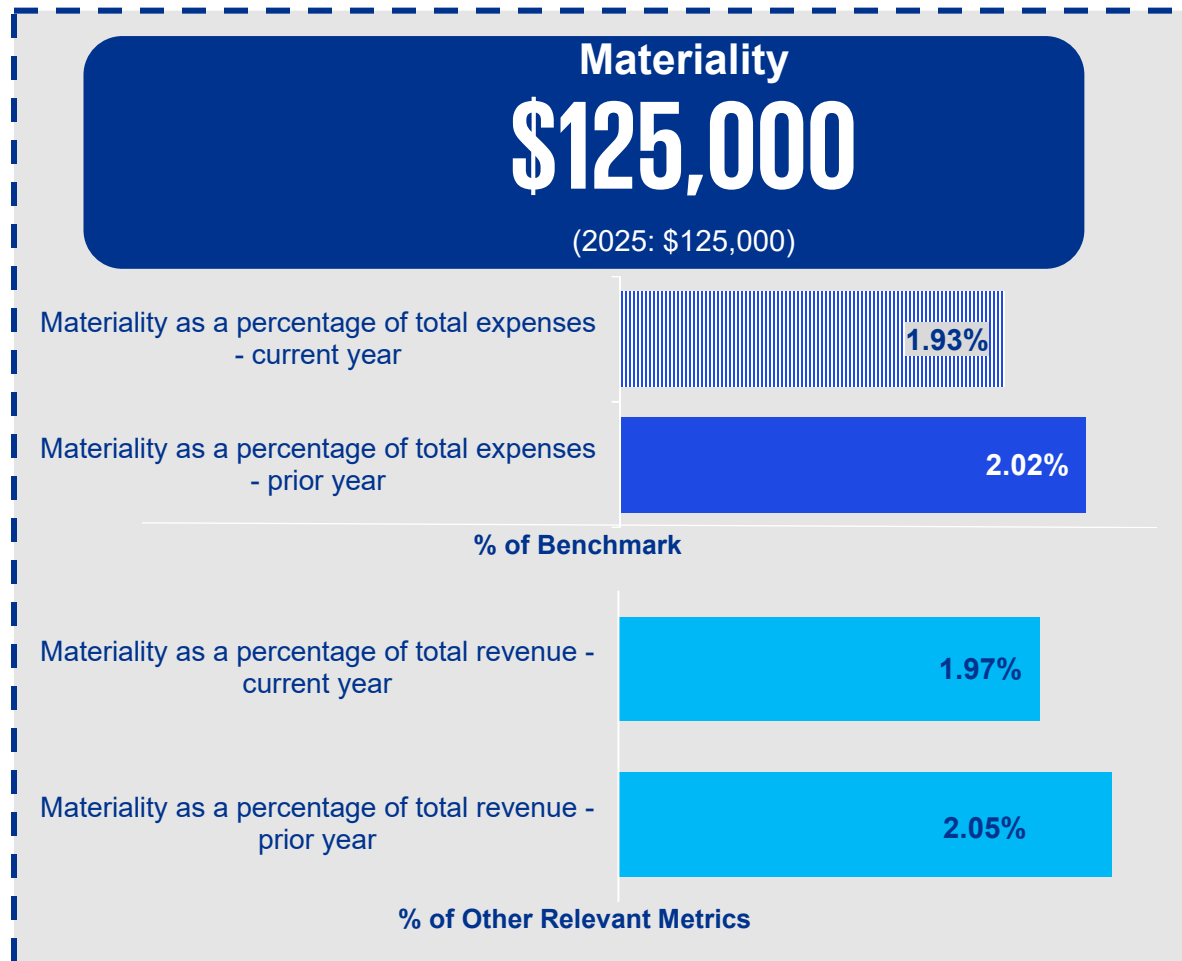 Materiality
$125,000
(2025: $125,000)
Materiality as a percentage of total expenses
- current year
1.93%
Materiality as a percentage of total expenses
- prior year
2.02%
% of Benchmark
Materiality as a percentage of total revenue -
current year
1.97%
Materiality as a percentage of total revenue -
prior year
2.05%
% of Other Relevant Metrics